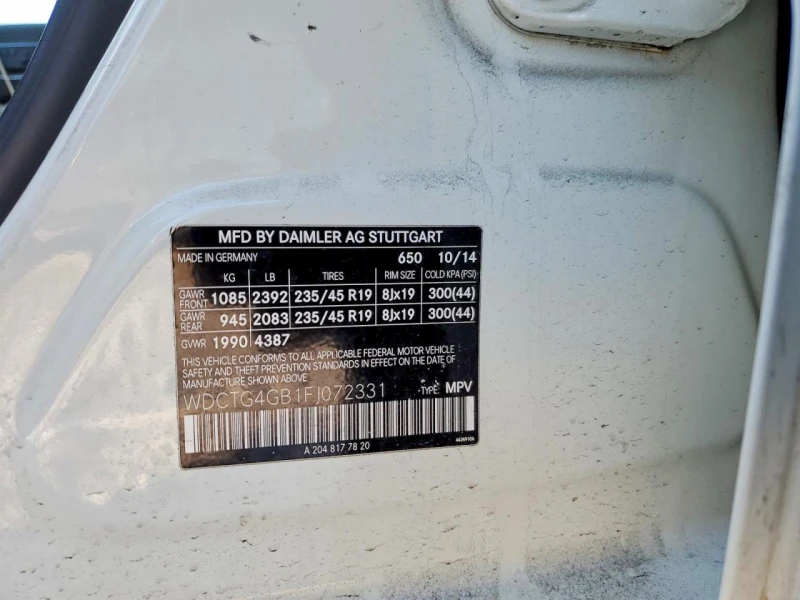 MFD BY DAIMLER AG STUTTGART
MADE IN GERMANY 650 10/14
KG LB TIRES RIM SIZE COLD KPA (PSI)
GAWR FRONT 1085 2392 235/45 R19 8Jx19 300(44)
GAWR REAR 945 2083 235/45 R19 8Jx19 300(44)
GVWR 1990 4387
THIS VEHICLE CONFORMS TO ALL APPLICABLE FEDERAL MOTOR VEHICLE
SAFETY AND THEFT PREVENTION STANDARDS IN EFFECT ON THE DATE OF
MANUFACTURE SHOWN ABOVE.
WDCTG4GB1FJ072331 -TYPE: MPV
A 204 817 78 20